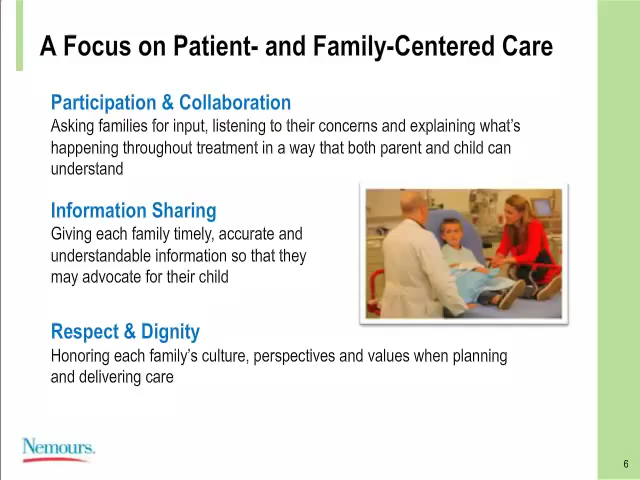 A Focus on Patient- and Family-Centered Care
Participation & Collaboration
Asking families for input, listening to their concerns and explaining what's
happening throughout treatment in a way that both parent and child can
understand
Information Sharing
Giving each family timely, accurate and
understandable information so that they
may advocate for their child
Respect & Dignity
Honoring each family's culture, perspectives and values when planning
and delivering care
Nemours.
6